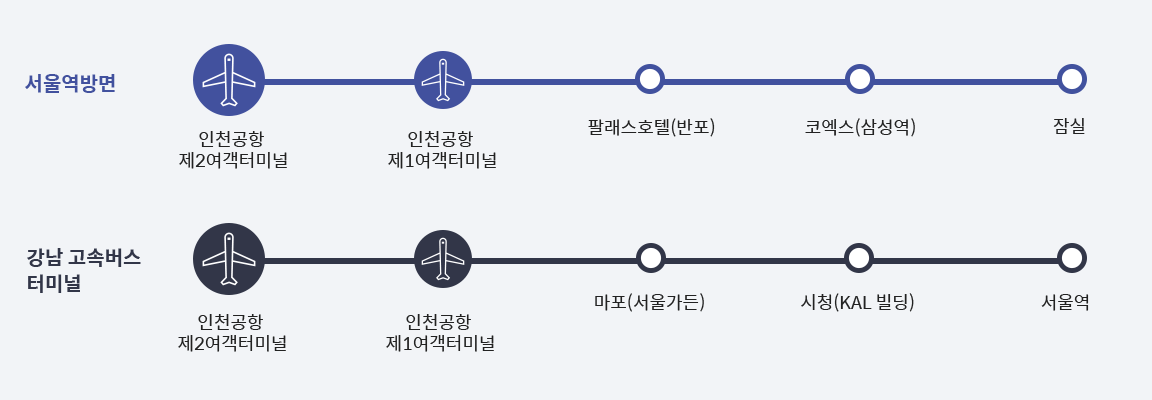 서울역방면
인천공항
제2여객터미널
인천공항
제1여객터미널
팔래스호텔(반포)
코엑스(삼성역)
잠실
강남 고속버스
터미널
인천공항
제2여객터미널
인천공항
제1여객터미널
마포(서울가든)
시청(KAL 빌딩)
서울역